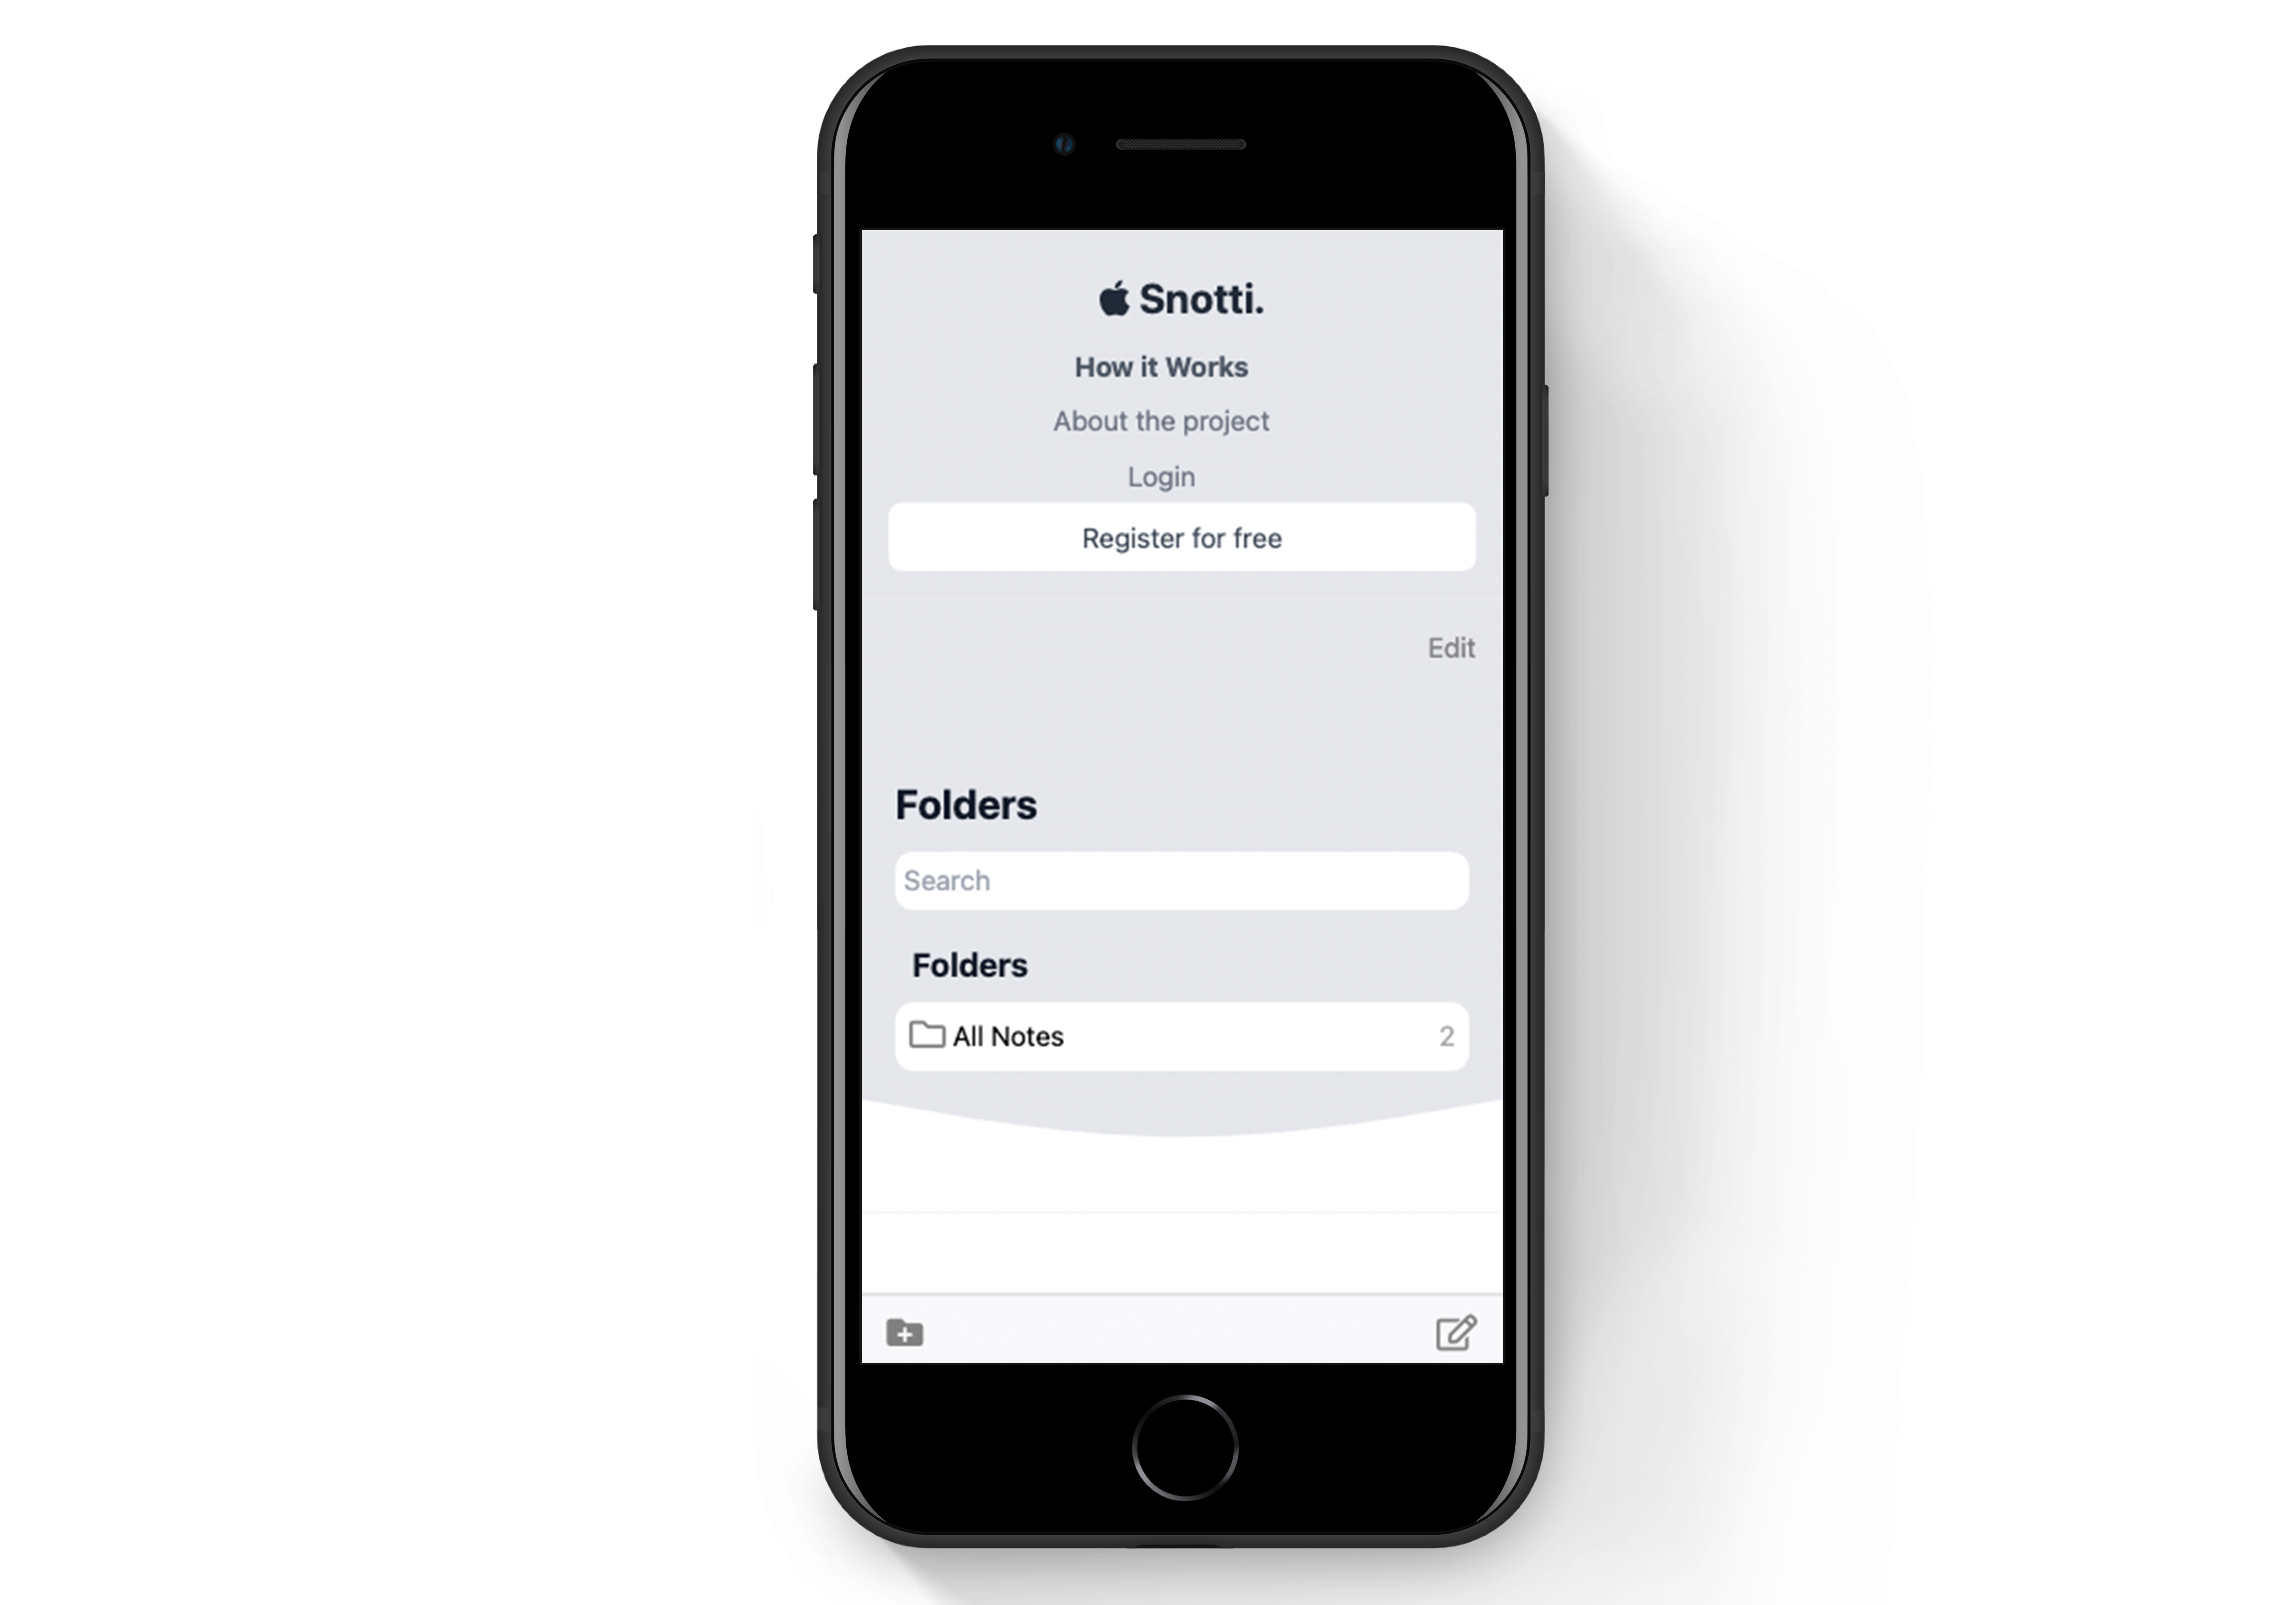 Snotti.
How it Works
About the project
Login
Register for free
Edit
Folders
Search
Folders
All Notes 2